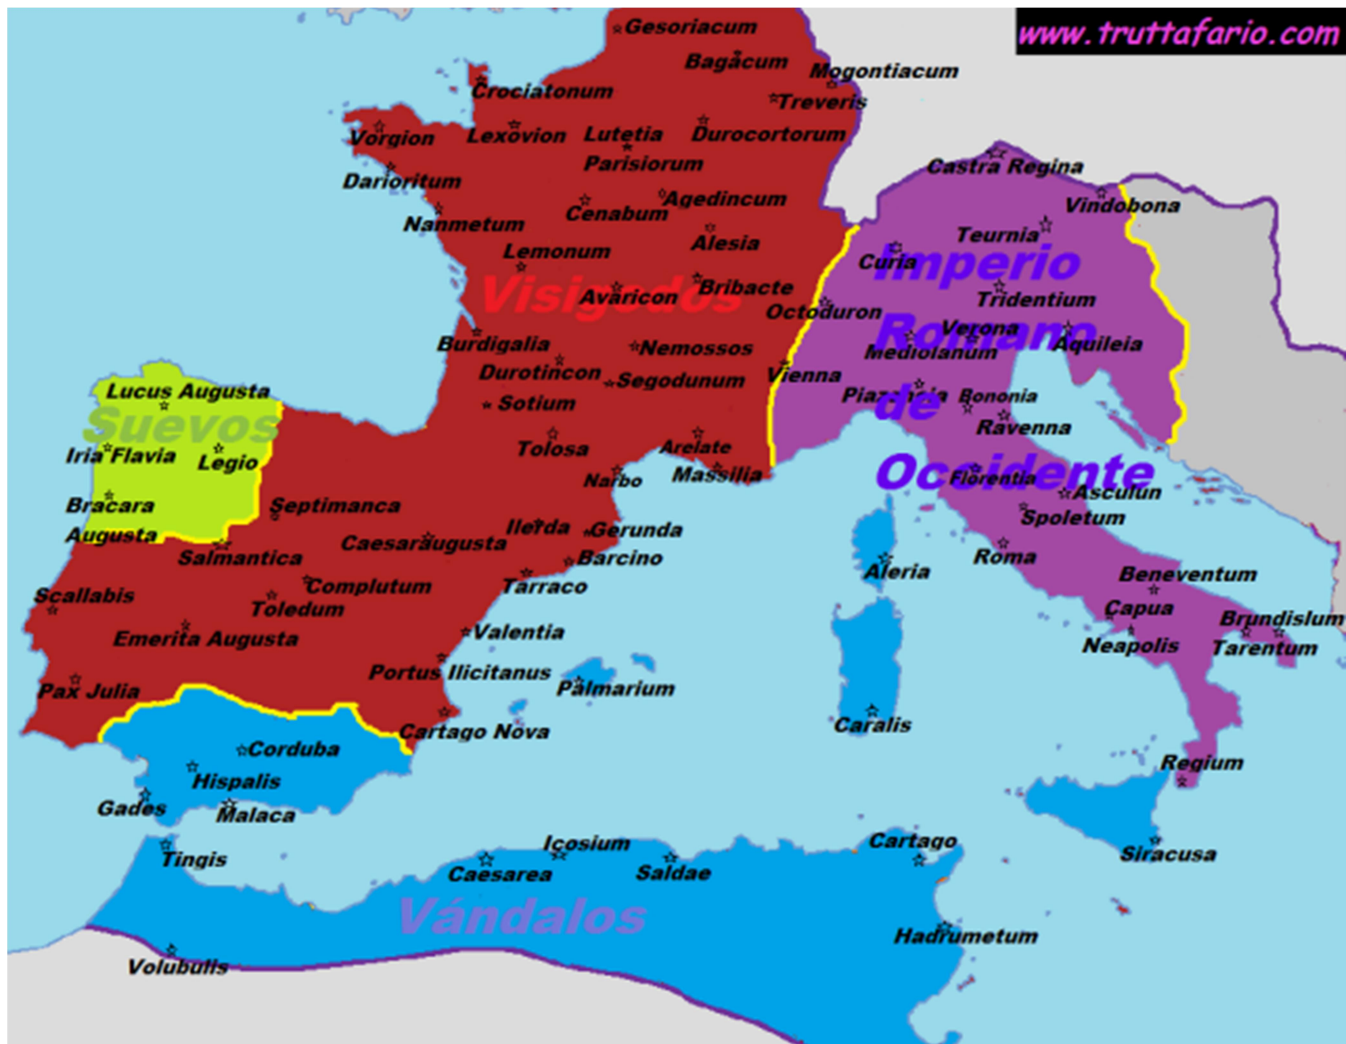 www.truttafario.com
Gesoriacum
Bagacum
Mogontiacum
Crociatonum
Treveris
Vorgion
Lexovion
Lutetia
Parisiorum
Durocortorum
Castra Regina
Darioritum
Cenabum
Agedincum
Vindobona
Nanmetum
Alesia
Teurnia
Lemonum
Curia
Imperio
Romano
de
Occidente
Visigodos
Avaricon
Bribacte
Octoduron
Tridentium
Burdigalia
Nemossos
Verona
Mediolanum
Aquileia
Durotincon
Segodunum
Vienna
Lucus Augusta
Sotium
Bononia
Suevos
Ravenna
Iria Flavia
Legio
Tolosa
Arelate
Narbo
Massilia
Florentia
Asculun
Bracara
Augusta
Septimanca
Spoletum
Salmantica
Caesaraugusta
Ilerda
Gerunda
Roma
Barcino
Aleria
Scallabis
Complutum
Tarraco
Beneventum
Toledum
Capua
Brundislum
Emerita Augusta
Valentia
Neapolis
Tarentum
Pax Julia
Portus Ilicitanus
Palmarium
Cartago Nova
Caralis
Corduba
Regium
Hispalis
Gades
Malaca
Tingis
Icosium
Caesarea
Saldae
Cartago
Siracusa
Vándalos
Hadrumetum
Volubulls